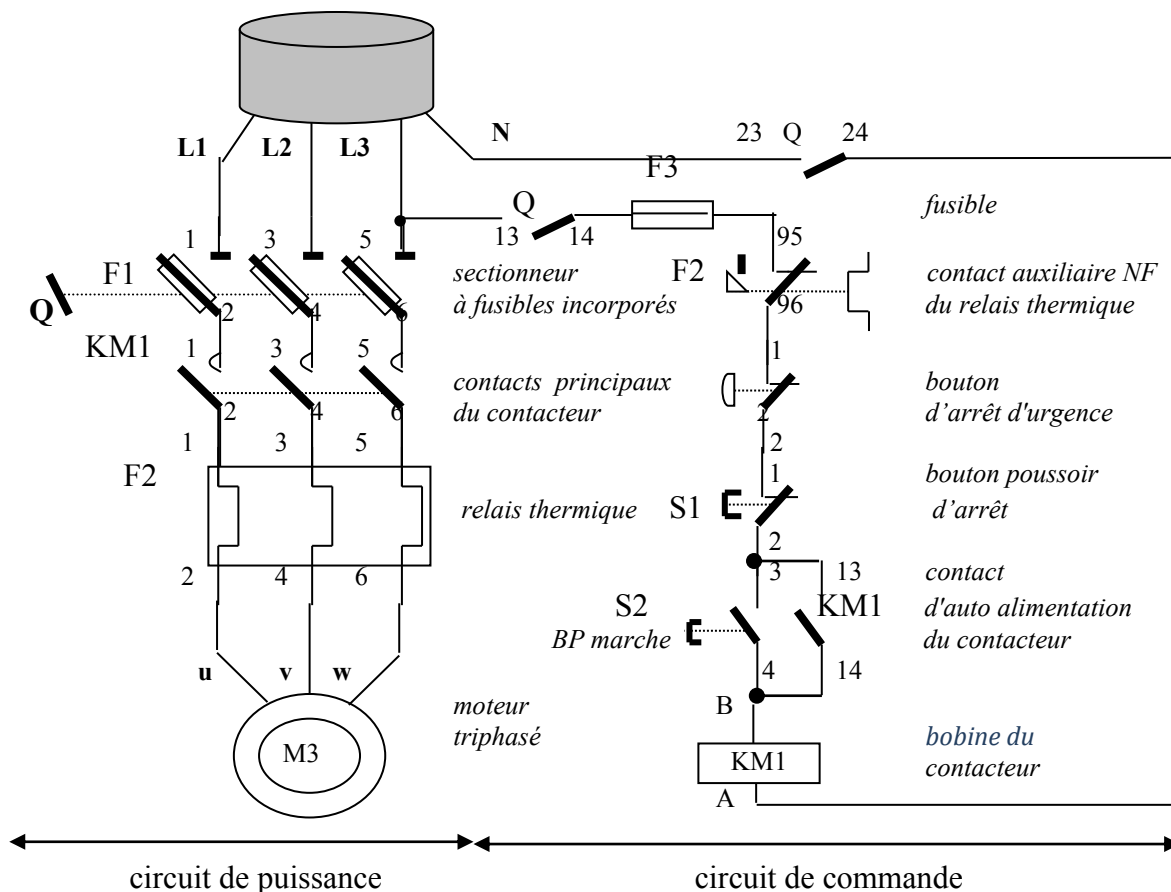 L1 L2 L3 N 23 Q 24
F3
fusible
Q
13 14
1 3 5
95
F1
sectionneur
à fusibles incorporés
F2
contact auxiliaire NF
du relais thermique
Q
2 4 6
96
KM1
1 3 5
1
contacts principaux
du contacteur
bouton
d’arrêt d'urgence
2 4 6
2
1 3 5
2
F2
1
bouton poussoir
relais thermique
S1
d’arrêt
2
2 4 6
3 13
contact
S2
KM1
d'auto alimentation
BP marche
du contacteur
u v w
4 14
B
moteur
triphasé
M3
KM1
bobine du
contacteur
A
circuit de puissance
circuit de commande